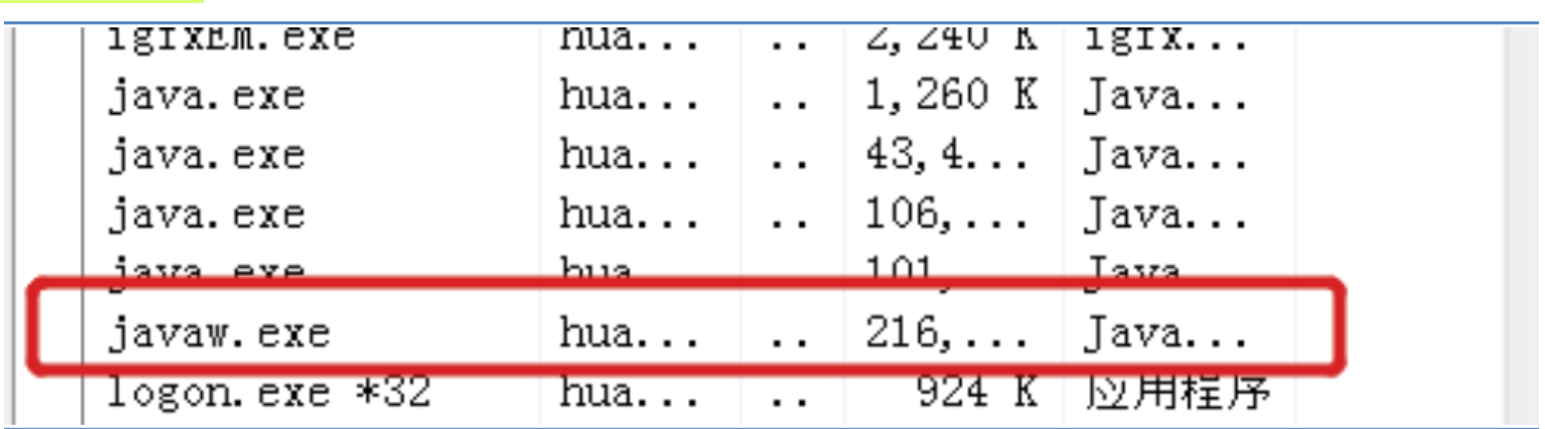 igfxEM.exe hua... .. 2,240 K igfx...
java.exe hua... .. 1,260 K Java...
java.exe hua... .. 43,4... Java...
java.exe hua... .. 106,... Java...
java.exe hua... 101, Java
javaw.exe hua... .. 216,... Java...
logon.exe *32 hua... .. 924 K 应用程序